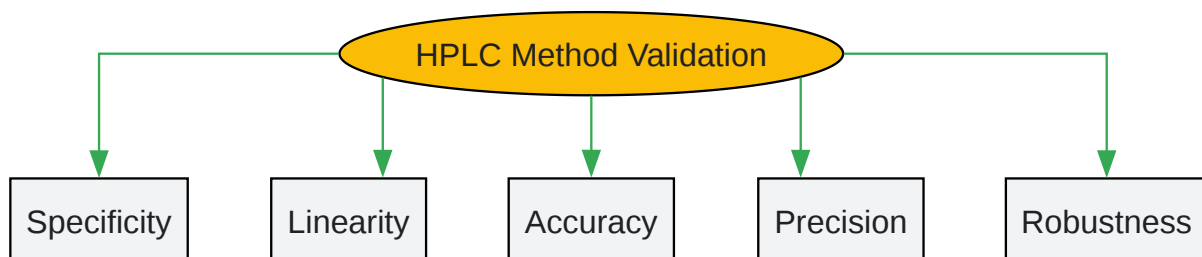 HPLC Method Validation
Specificity
Linearity
Accuracy
Precision
Robustness